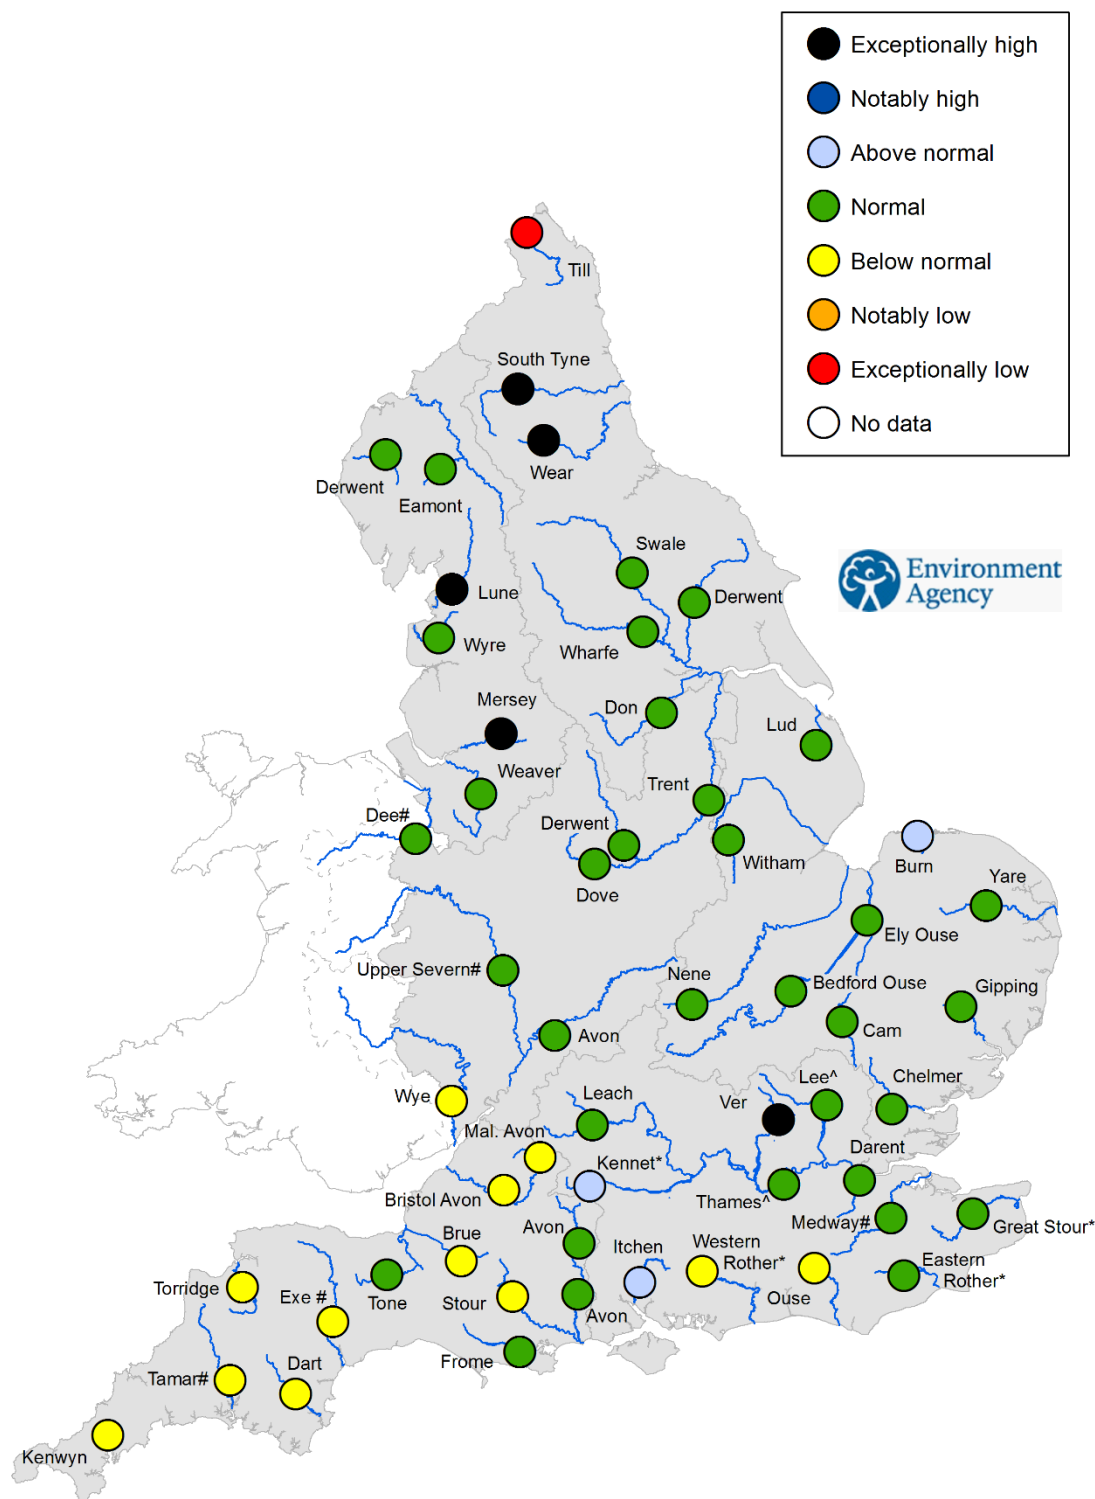 Exceptionally high
Notably high
Above normal
Normal
Below normal
Notably low
Exceptionally low
No data
Environment
Agency
Till
South Tyne
Wear
Derwent
Eamont
Swale
Lune
Derwent
Wyre
Wharfe
Mersey
Don
Lud
Weaver
Trent
Dee#
Derwent
Witham
Burn
Dove
Yare
Ely Ouse
Upper Severn#
Nene
Bedford Ouse
Gipping
Avon
Cam
Lee^
Chelmer
Wye
Leach
Ver
Mal. Avon
Darent
Kennet*
Bristol Avon
Thames^
Medway#
Great Stour*
Avon
Brue
Itchen
Western
Rother*
Eastern
Rother*
Torridge
Exe #
Tone
Stour
Ouse
Avon
Frome
Dart
Tamar#
Kenwyn